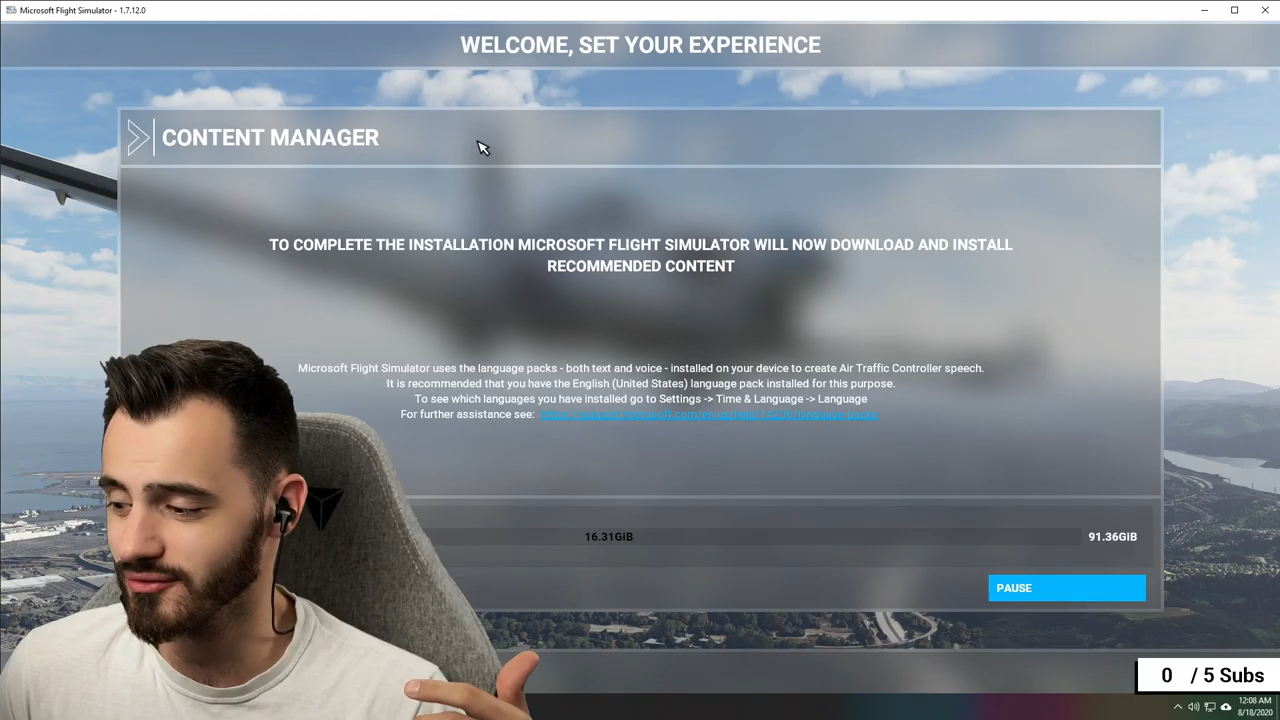 Microsoft Flight Simulator - 1.7.12.0
WELCOME, SET YOUR EXPERIENCE
CONTENT MANAGER
TO COMPLETE THE INSTALLATION MICROSOFT FLIGHT SIMULATOR WILL NOW DOWNLOAD AND INSTALL
RECOMMENDED CONTENT
Microsoft Flight Simulator uses the language packs - both text and voice - installed on your device to create Air Traffic Controller speech.
It is recommended that you have the English (United States) language pack installed for this purpose.
To see which languages you have installed go to Settings -> Time & Language -> Language
For further assistance see:
16.31GiB
91.36GiB
PAUSE
0 / 5 Subs
12:08 AM
8/18/2020